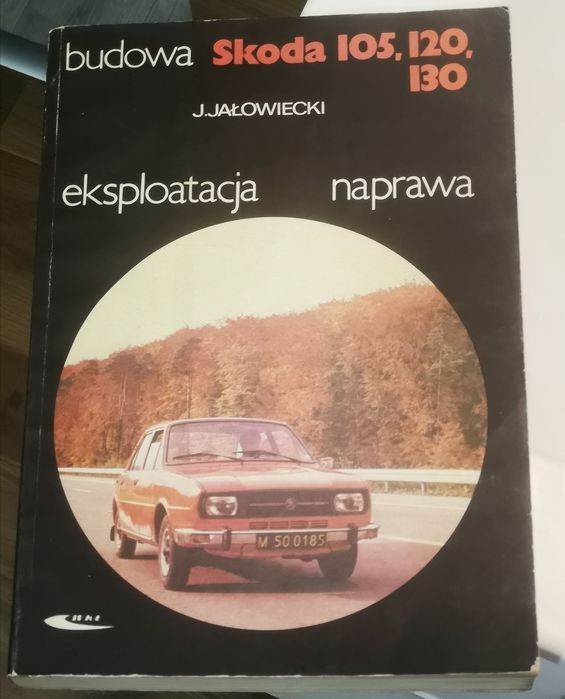 budowa Skoda 105, 120,
130
J. JAŁOWIECKI
eksploatacja naprawa
M 50 0185